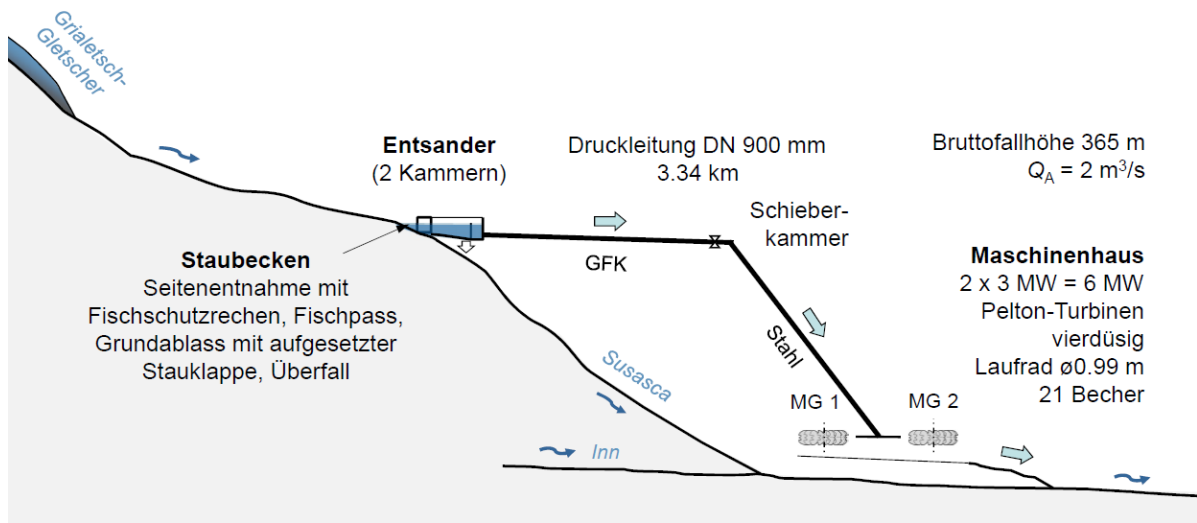 Grialetsch-
Gletscher
Entsander
(2 Kammern)
Druckleitung DN 900 mm
3.34 km
Bruttofallhöhe 365 m
Q_A = 2 m³/s
Schieber-
kammer
GFK
Staubecken
Seitenentnahme mit
Fischschutzrechen, Fischpass,
Grundablass mit aufgesetzter
Stauklappe, Überfall
Maschinenhaus
2 x 3 MW = 6 MW
Pelton-Turbinen
vierdüsig
Laufrad ø0.99 m
21 Becher
Stahl
Susasca
MG 1
MG 2
Inn